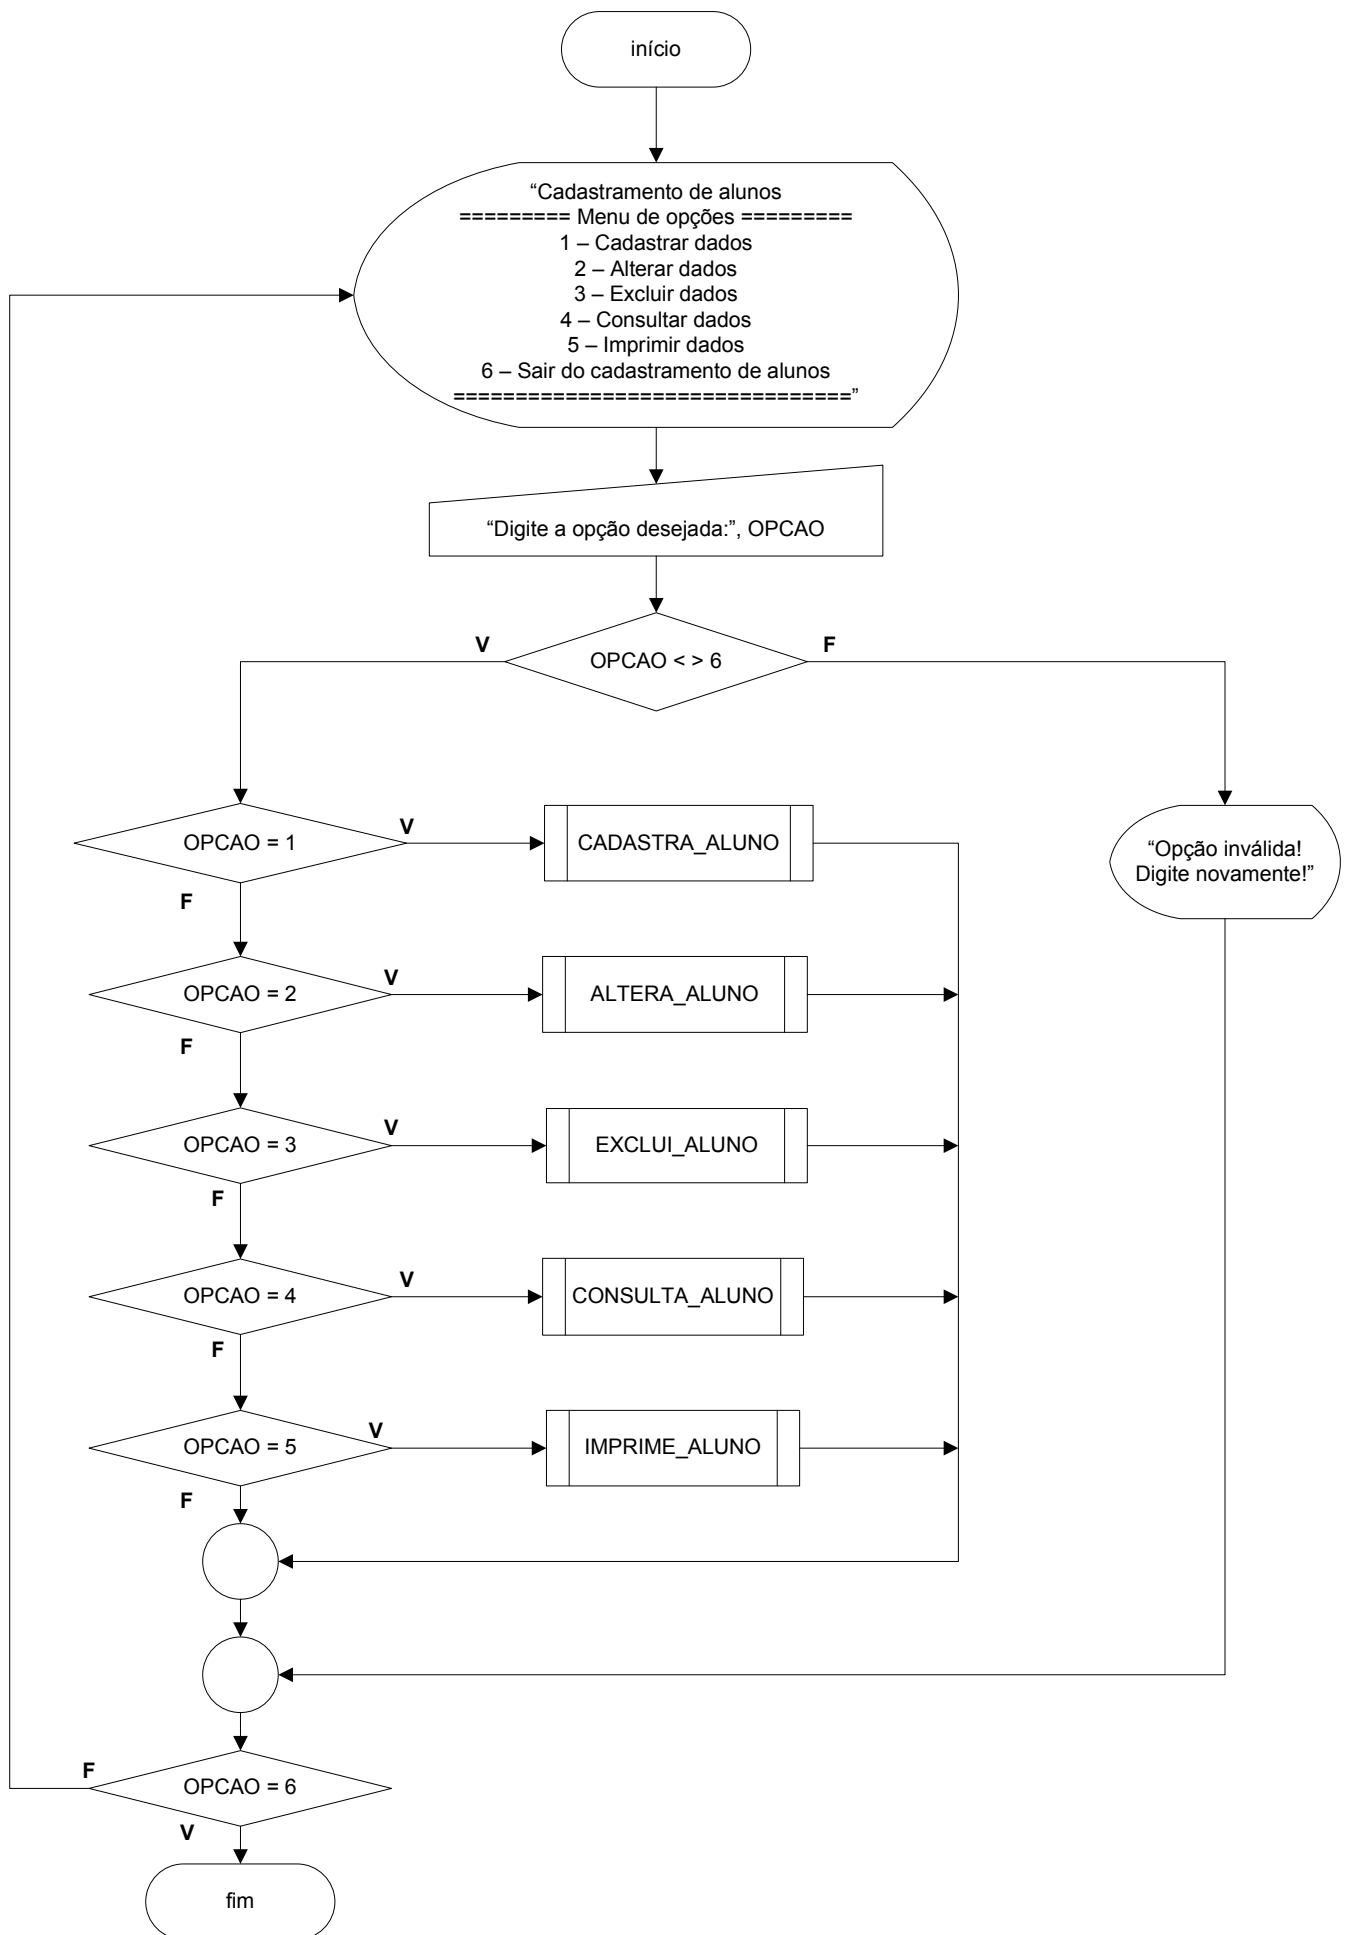 início
“Cadastramento de alunos
========= Menu de opções =========
1 – Cadastrar dados
2 – Alterar dados
3 – Excluir dados
4 – Consultar dados
5 – Imprimir dados
6 – Sair do cadastramento de alunos
================================”
“Digite a opção desejada:”, OPCAO
V
F
OPCAO < > 6
OPCAO = 1
V
CADASTRA_ALUNO
“Opção inválida!
Digite novamente!”
F
OPCAO = 2
V
ALTERA_ALUNO
F
OPCAO = 3
V
EXCLUI_ALUNO
F
OPCAO = 4
V
CONSULTA_ALUNO
F
OPCAO = 5
V
IMPRIME_ALUNO
F
F
OPCAO = 6
V
fim